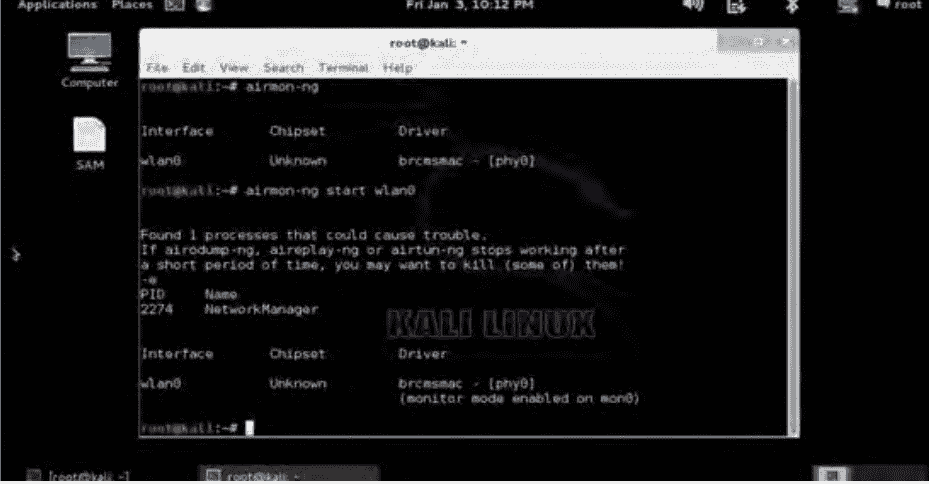 Applications Places
Fri Jan 3, 10:12 PM
root
Computer
SAM
root@kali: ~
File Edit View Search Terminal Help
root@kali:~# airmon-ng
Interface Chipset Driver
wlan0 Unknown brcmsmac - [phy0]
root@kali:~# airmon-ng start wlan0
Found 1 processes that could cause trouble.
If airodump-ng, aireplay-ng or airtun-ng stops working after
a short period of time, you may want to kill (some of) them!
-e
PID Name
2274 NetworkManager
KALI LINUX
Interface Chipset Driver
wlan0 Unknown brcmsmac - [phy0]
(monitor mode enabled on mon0)
root@kali:~#
[root@kali: ~]
root@kali: ~